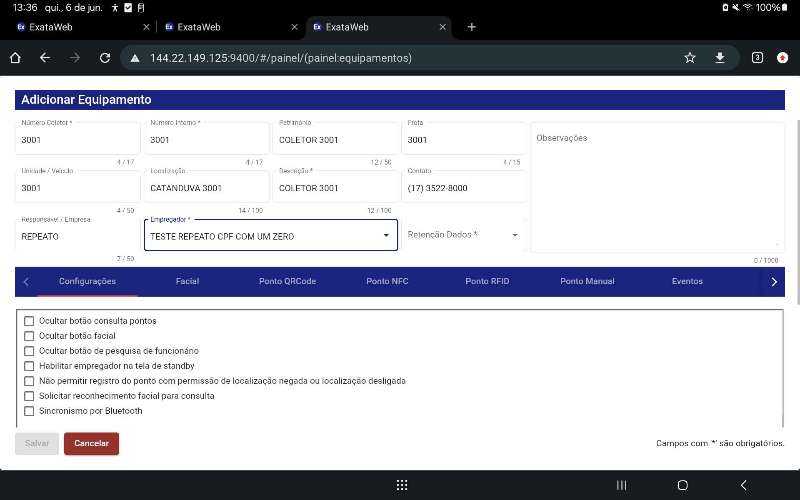 13:36 qui., 6 de jun. 100%
ExataWeb
ExataWeb
ExataWeb
144.22.149.125:9400/#/painel/(painel:equipamentos) 3
Adicionar Equipamento
Número Coletor * Número Interno * Patrimônio Frota
3001 3001 COLETOR 3001 3001 Observações
4 / 17 4 / 17 12 / 50 4 / 15
Unidade / Veículo Localização Descrição * Contato
3001 CATANDUVA 3001 COLETOR 3001 (17) 3522-8000
4 / 50 14 / 100 12 / 100
Responsável / Empresa Empregador *
REPEATO TESTE REPEATO CPF COM UM ZERO Retenção Dados *
7 / 50 0 / 1000
Configurações Facial Ponto QRCode Ponto NFC Ponto RFID Ponto Manual Eventos
Ocultar botão consulta pontos
Ocultar botão facial
Ocultar botão de pesquisa de funcionário
Habilitar empregador na tela de standby
Não permitir registro do ponto com permissão de localização negada ou localização desligada
Solicitar reconhecimento facial para consulta
Sincronismo por Bluetooth
Salvar Cancelar Campos com '*' são obrigatórios.